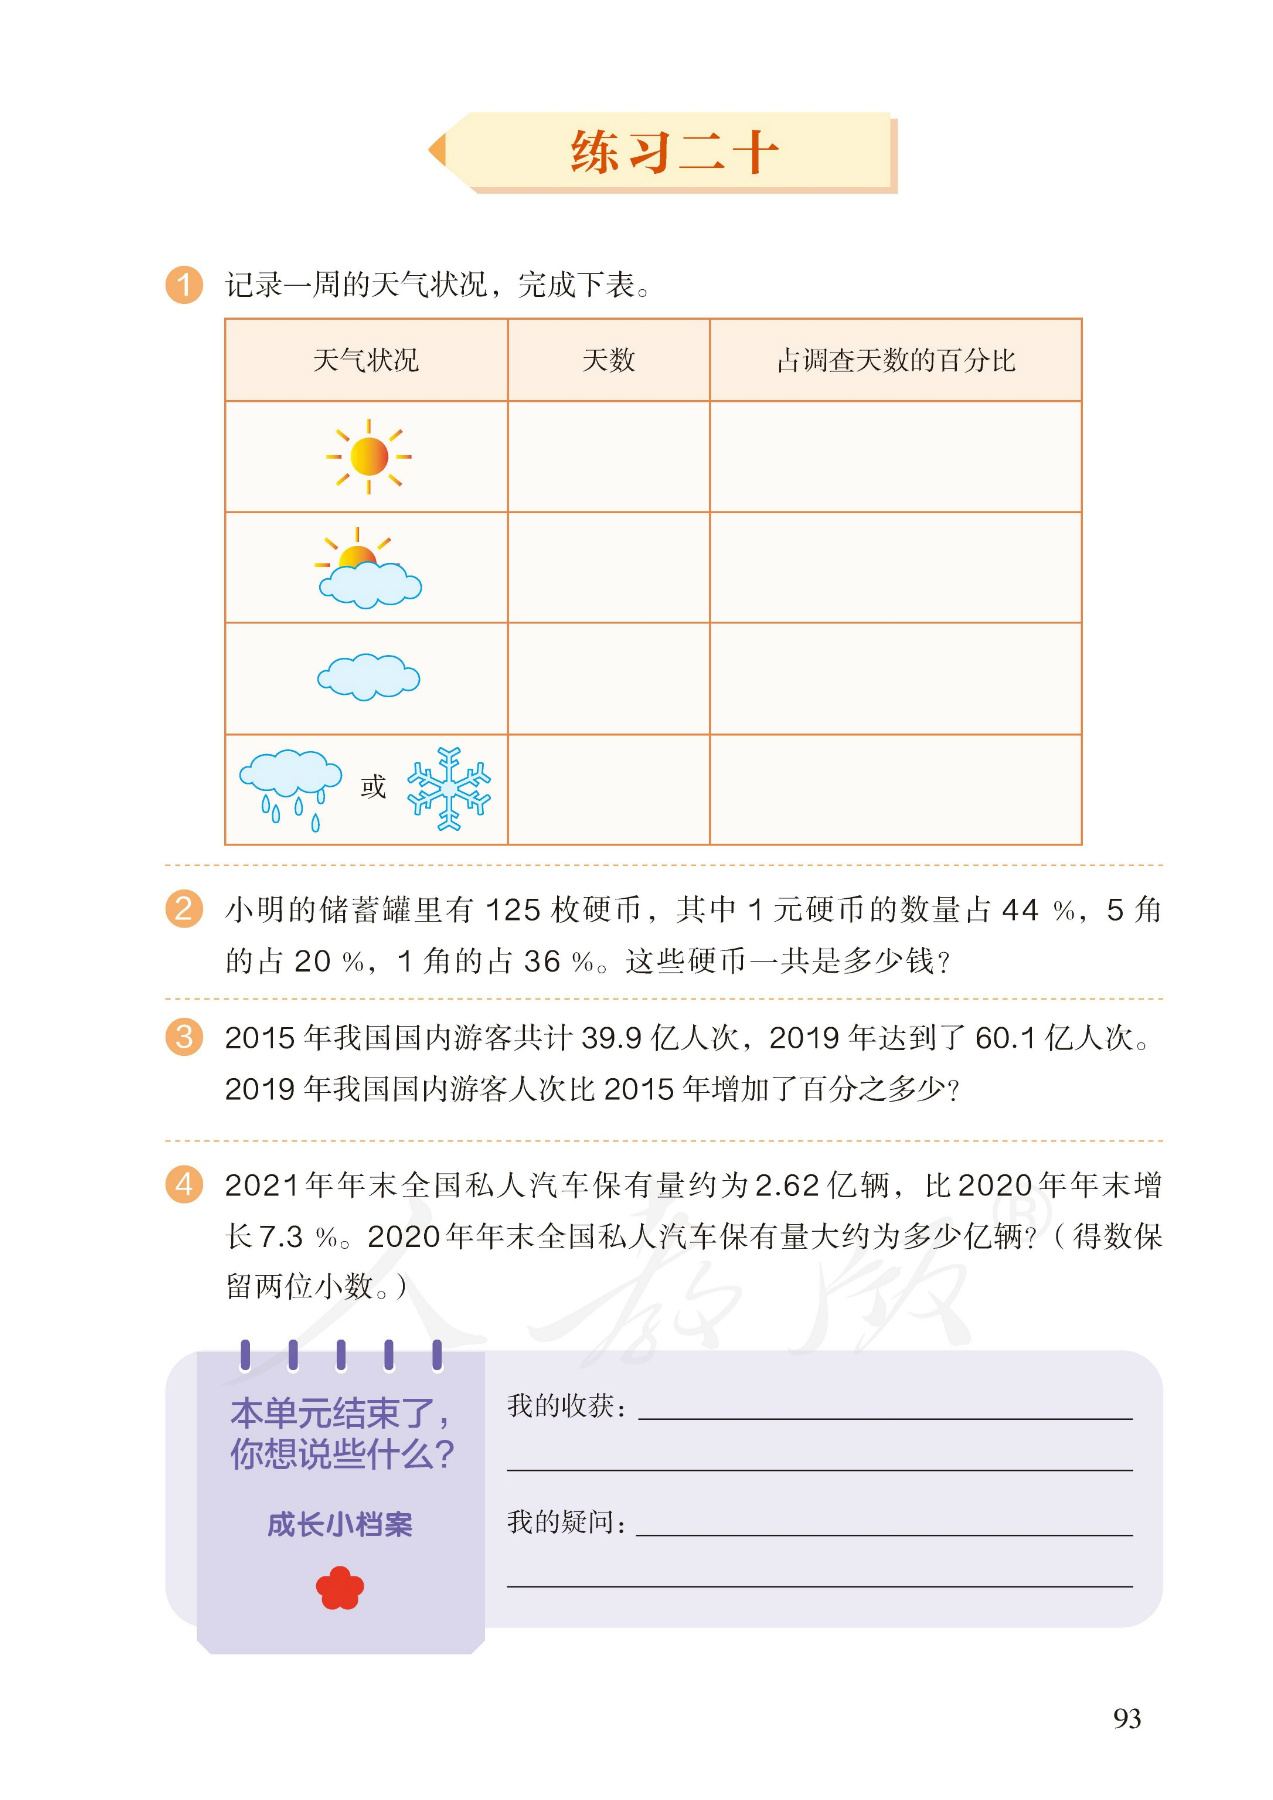 练习二十
1 记录一周的天气状况，完成下表。
天气状况 天数 占调查天数的百分比
或
2 小明的储蓄罐里有 125 枚硬币，其中 1 元硬币的数量占 44 %，5 角
的占 20 %，1 角的占 36 %。这些硬币一共是多少钱？
3 2015 年我国国内游客共计 39.9 亿人次，2019 年达到了 60.1 亿人次。
2019 年我国国内游客人次比 2015 年增加了百分之多少？
4 2021 年年末全国私人汽车保有量约为 2.62 亿辆，比 2020 年年末增
长 7.3 %。2020 年年末全国私人汽车保有量大约为多少亿辆？（得数保
留两位小数。）
人教版®
本单元结束了，
你想说些什么？
成长小档案
我的收获：
我的疑问：
93